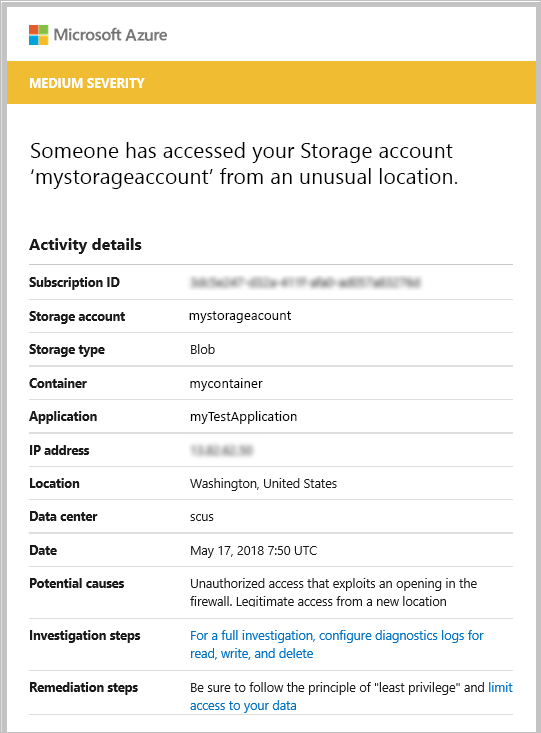 Microsoft Azure
MEDIUM SEVERITY
Someone has accessed your Storage account
‘mystorageaccount’ from an unusual location.
Activity details
Subscription ID
Storage account mystorageacount
Storage type Blob
Container mycontainer
Application myTestApplication
IP address
Location Washington, United States
Data center scus
Date May 17, 2018 7:50 UTC
Potential causes Unauthorized access that exploits an opening in the
firewall. Legitimate access from a new location
Investigation steps For a full investigation, configure diagnostics logs for
read, write, and delete
Remediation steps Be sure to follow the principle of "least privilege" and limit
access to your data